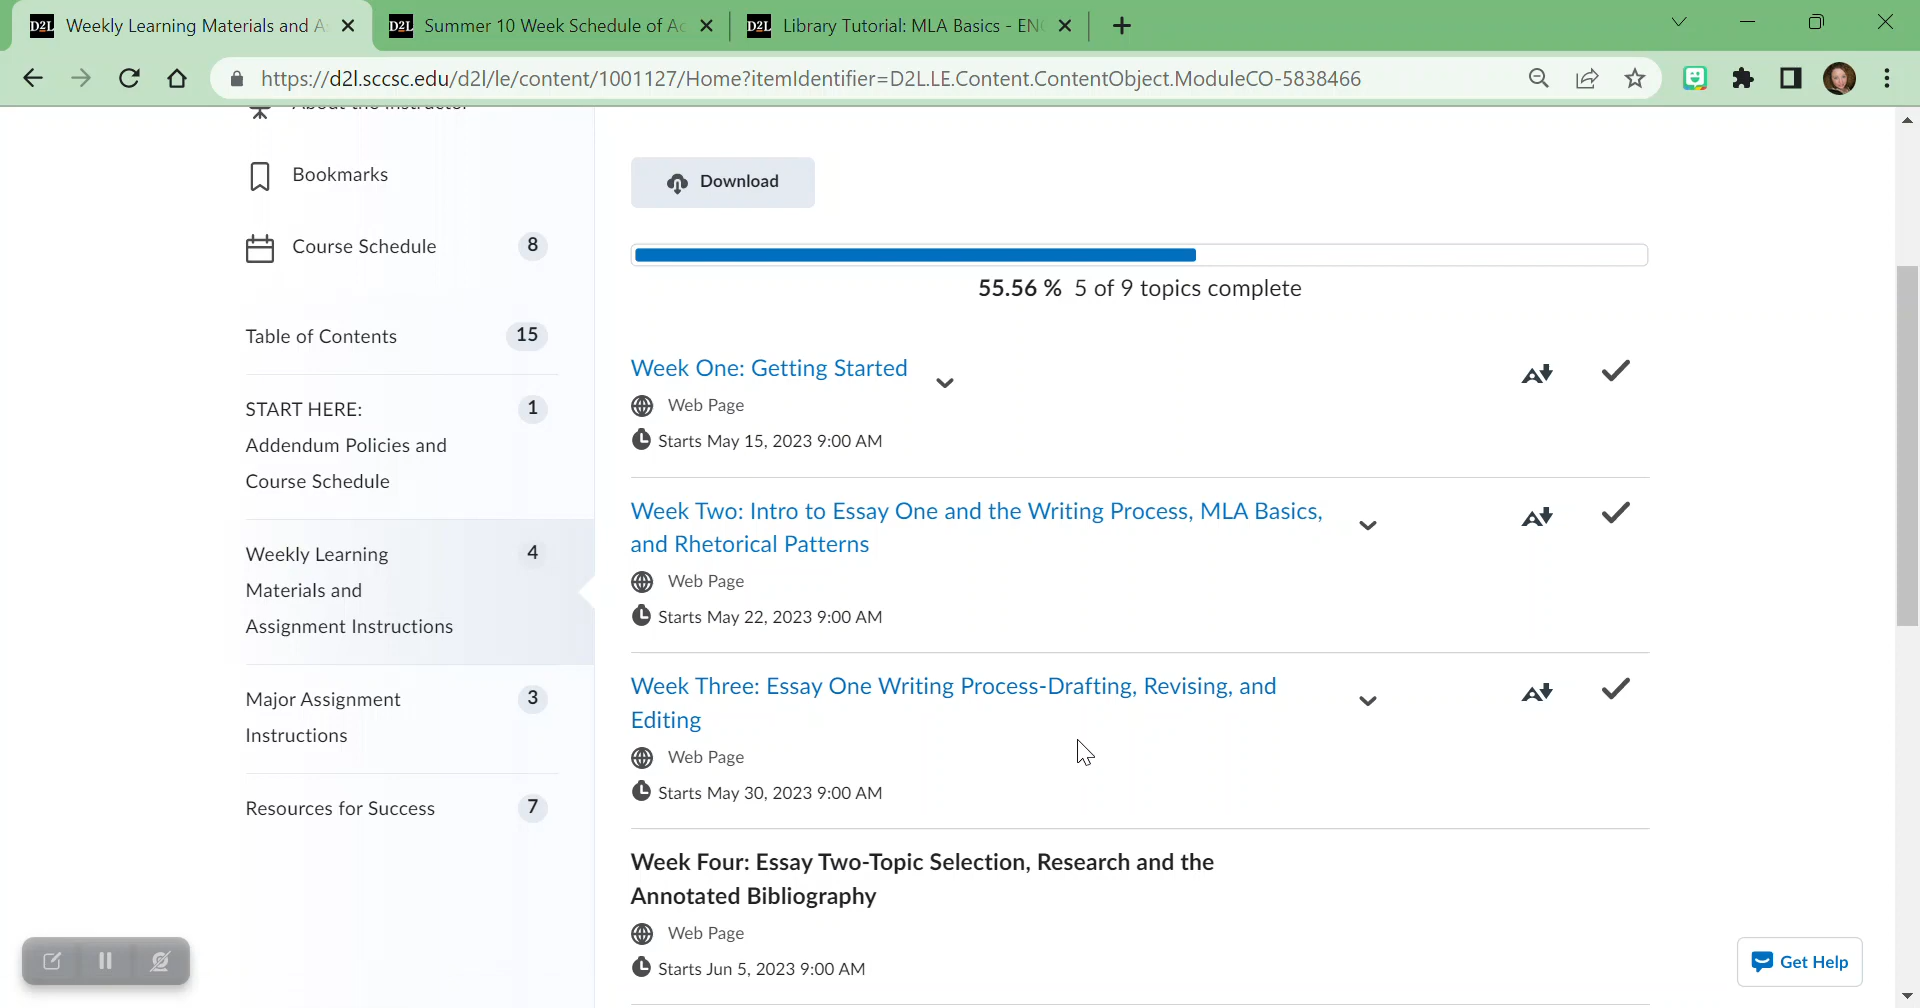 D2L Weekly Learning Materials and A
D2L Summer 10 Week Schedule of Ac
D2L Library Tutorial: MLA Basics - ENG
https://d2l.sccsc.edu/d2l/le/content/1001127/Home?itemIdentifier=D2L.LE.Content.ContentObject.ModuleCO-5838466
About the Instructor
Bookmarks
Course Schedule 8
Table of Contents 15
START HERE: 1
Addendum Policies and
Course Schedule
Weekly Learning 4
Materials and
Assignment Instructions
Major Assignment 3
Instructions
Resources for Success 7
Download
55.56 % 5 of 9 topics complete
Week One: Getting Started
Web Page
Starts May 15, 2023 9:00 AM
Week Two: Intro to Essay One and the Writing Process, MLA Basics,
and Rhetorical Patterns
Web Page
Starts May 22, 2023 9:00 AM
Week Three: Essay One Writing Process-Drafting, Revising, and
Editing
Web Page
Starts May 30, 2023 9:00 AM
Week Four: Essay Two-Topic Selection, Research and the
Annotated Bibliography
Web Page
Starts Jun 5, 2023 9:00 AM
Get Help